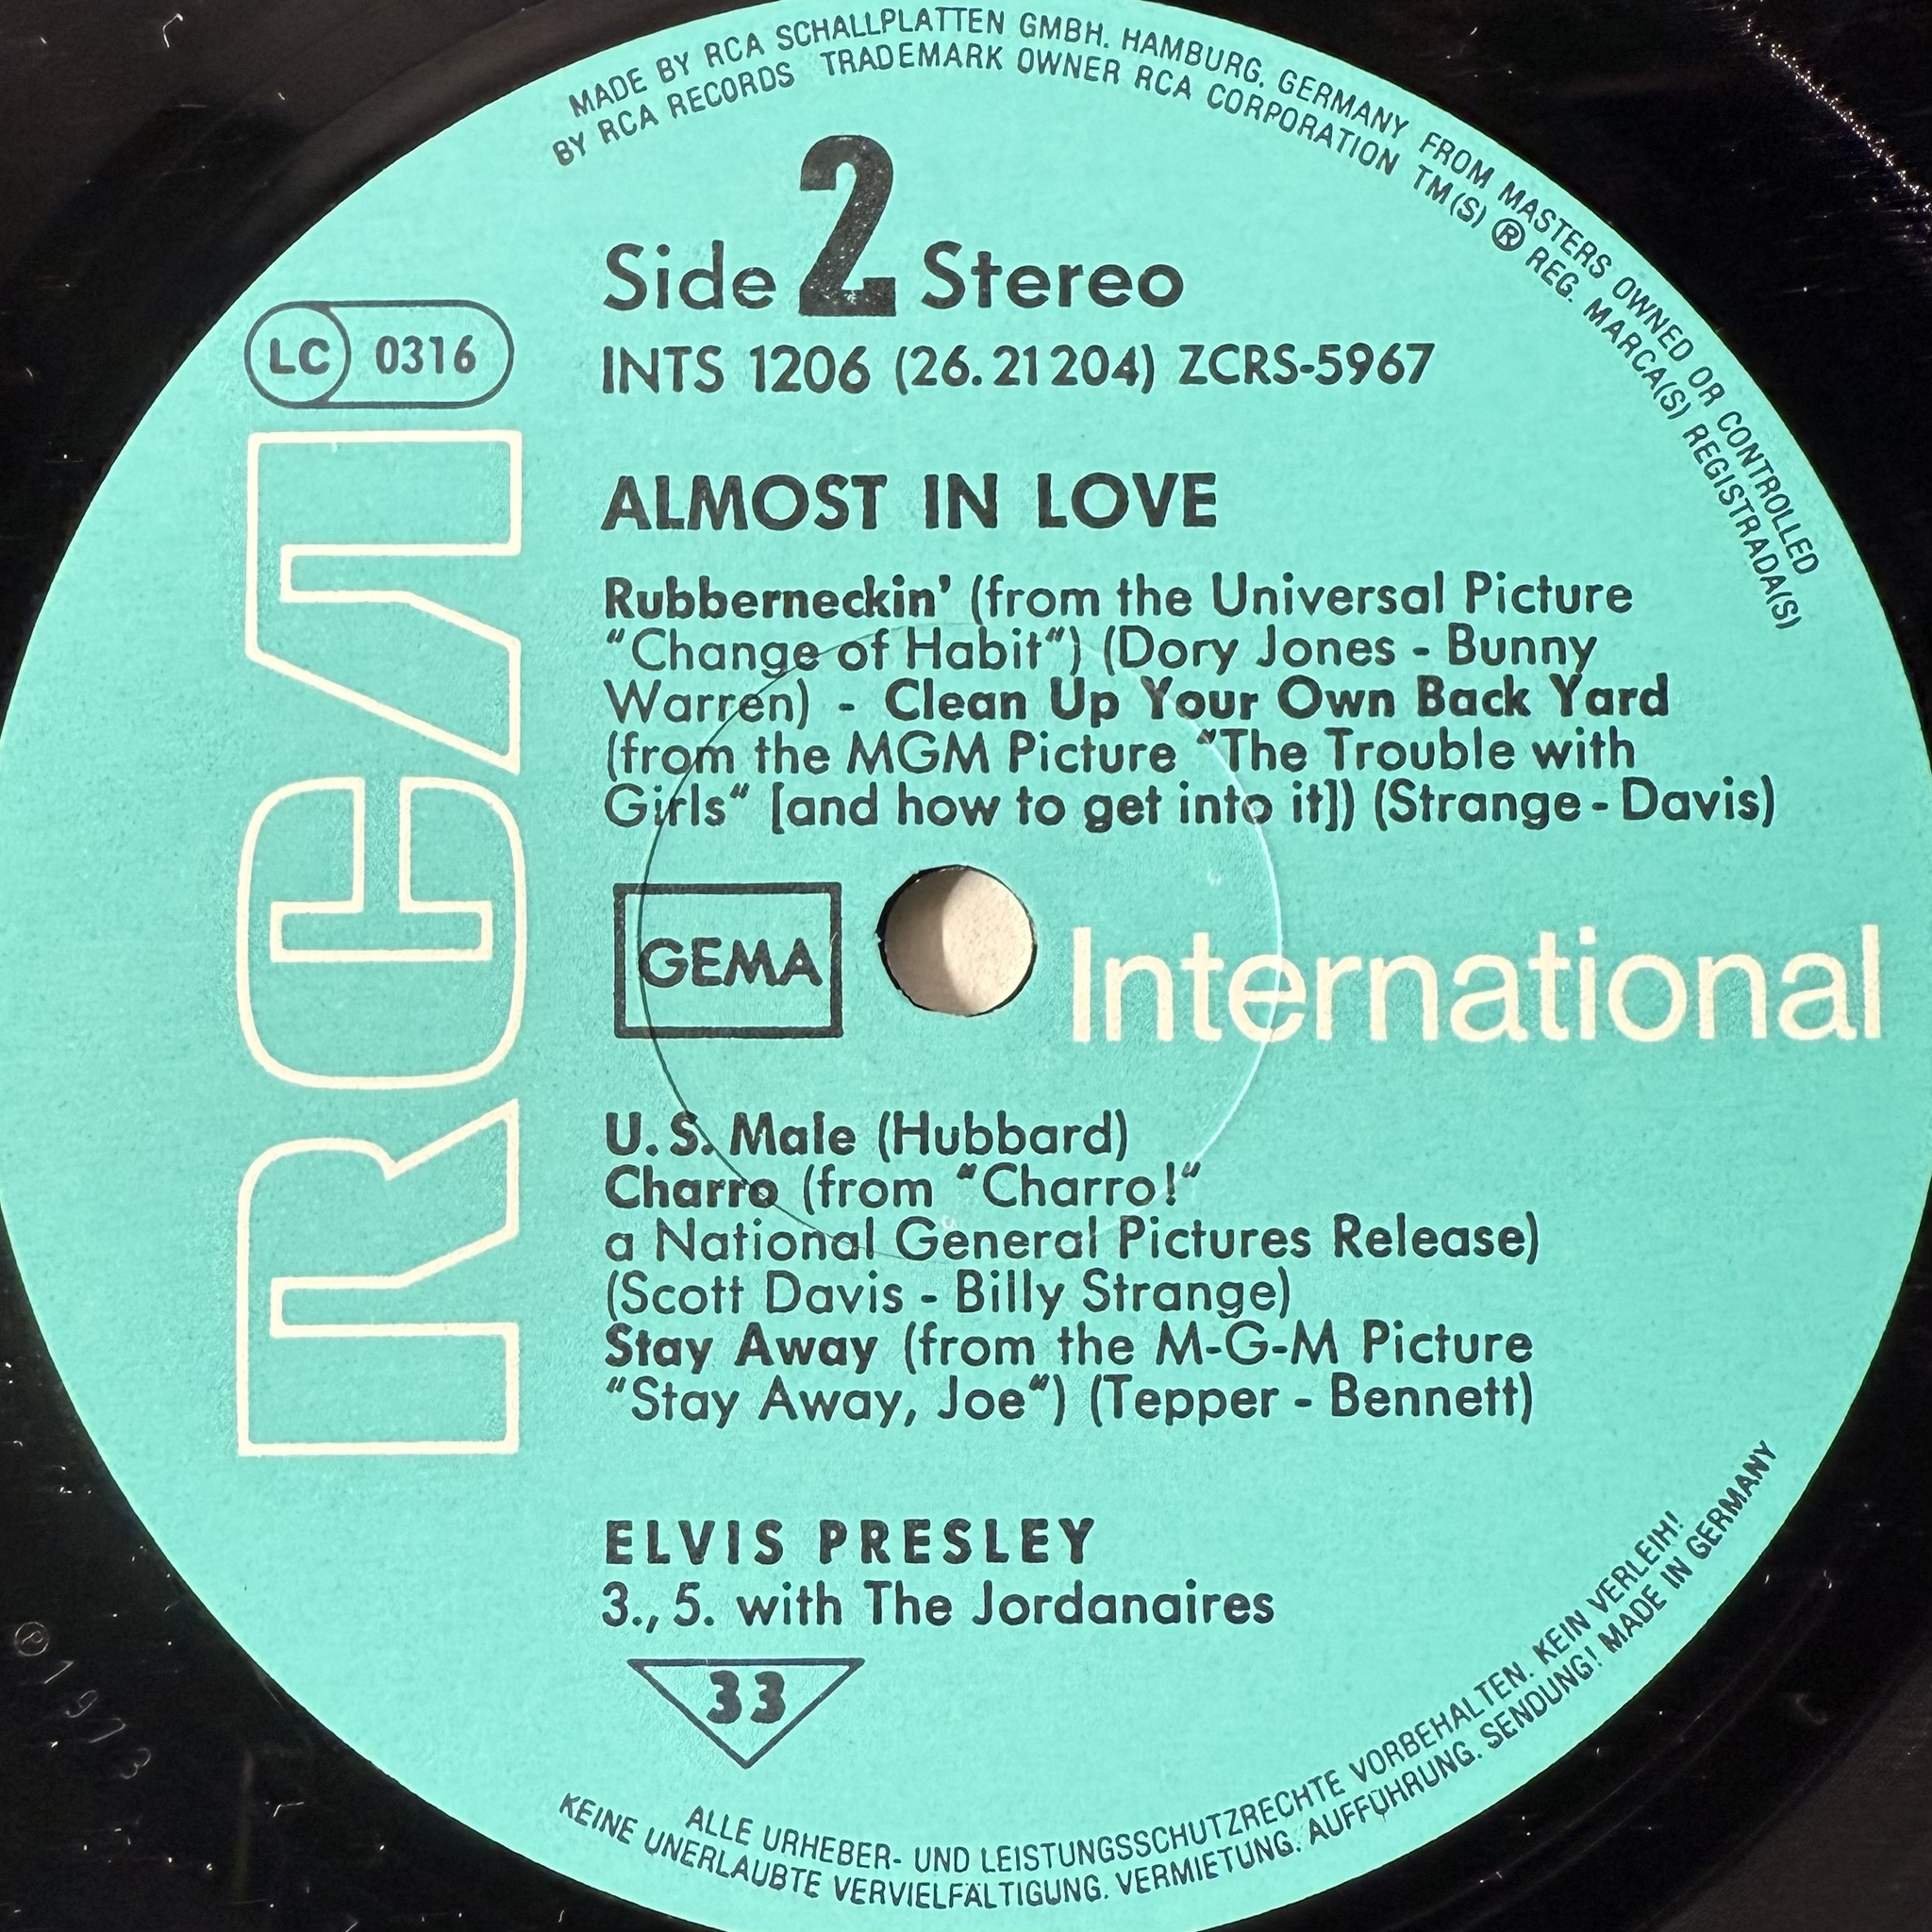 MADE BY RCA SCHALLPLATTEN GMBH. HAMBURG. GERMANY FROM MASTERS OWNED OR CONTROLLED
BY RCA RECORDS TRADEMARK OWNER RCA CORPORATION TM(S) ® REG. MARCA(S) REGISTRADA(S)
Side 2 Stereo
LC 0316
INTS 1206 (26.21204) ZCRS-5967
RCA
ALMOST IN LOVE
Rubberneckin’ (from the Universal Picture
“Change of Habit“) (Dory Jones - Bunny
Warren) - Clean Up Your Own Back Yard
(from the MGM Picture “The Trouble with
Girls“ [and how to get into it]) (Strange - Davis)
GEMA
International
U.S. Male (Hubbard)
Charro (from “Charro!“
a National General Pictures Release)
(Scott Davis - Billy Strange)
Stay Away (from the M-G-M Picture
“Stay Away, Joe“) (Tepper - Bennett)
ELVIS PRESLEY
3., 5. with The Jordanaires
33
℗1973
ALLE URHEBER- UND LEISTUNGSSCHUTZRECHTE VORBEHALTEN. KEIN VERLEIH!
KEINE UNERLAUBTE VERVIELFÄLTIGUNG. VERMIETUNG. AUFFÜHRUNG. SENDUNG! MADE IN GERMANY